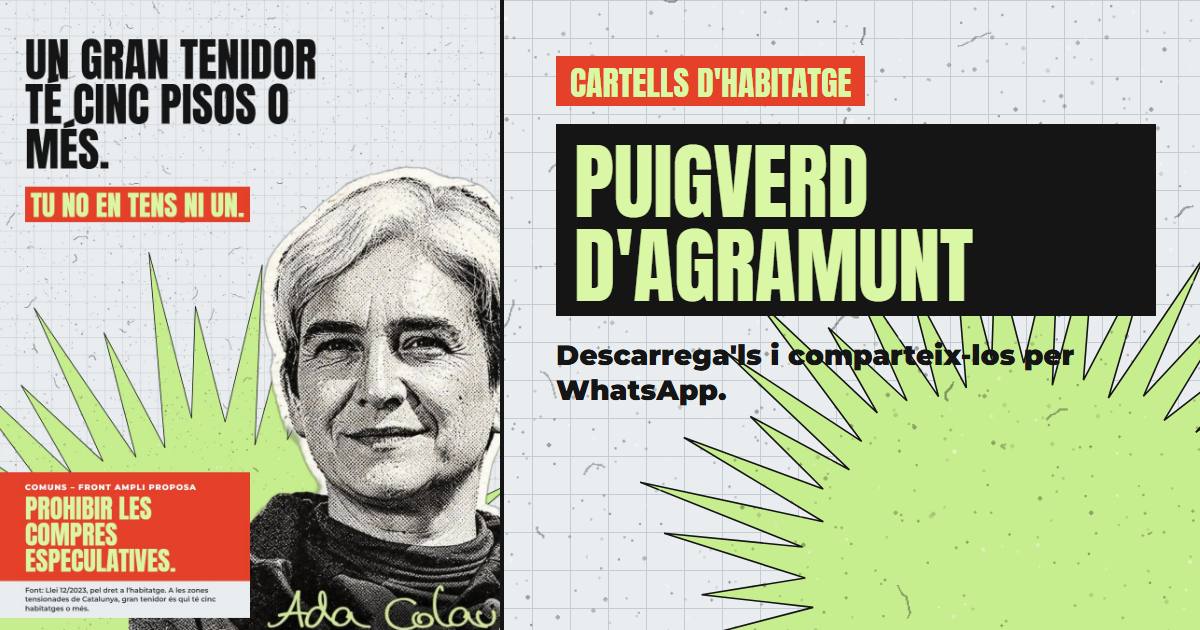 UN GRAN TENIDOR
TÉ CINC PISOS O
MÉS.
TU NO EN TENS NI UN.
COMUNS – FRONT AMPLI PROPOSA
PROHIBIR LES
COMPRES
ESPECULATIVES.
Font: Llei 12/2023, pel dret a l'habitatge. A les zones
tensionades de Catalunya, gran tenidor és qui té cinc
habitatges o més.
Ada Colau
CARTELLS D'HABITATGE
PUIGVERD
D'AGRAMUNT
Descarrega'ls i comparteix-los per
WhatsApp.